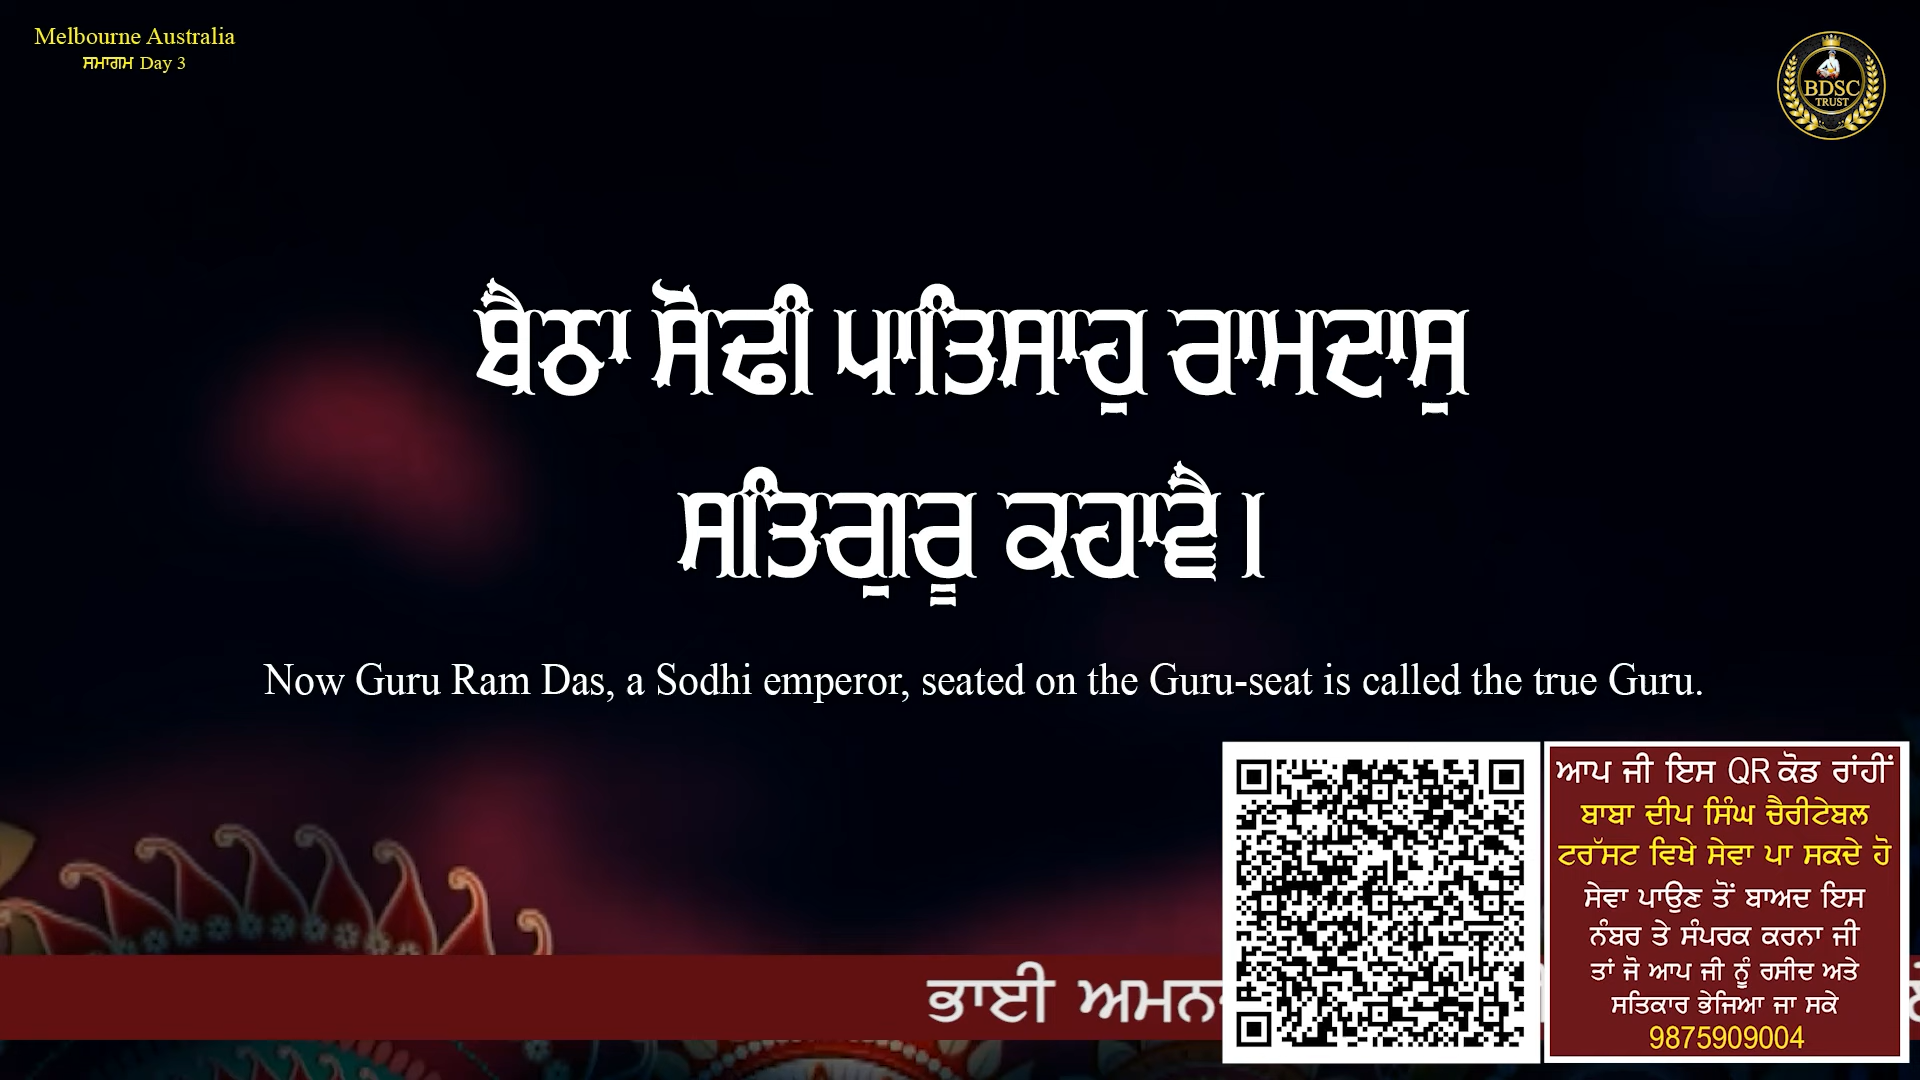 Melbourne Australia
ਸਮਾਗਮ Day 3
BDSC
TRUST
ਬੈਠਾ ਸੋਢੀ ਪਾਤਿਸਾਹੁ ਰਾਮਦਾਸੁ
ਸਤਿਗੁਰੂ ਕਹਾਵੈ।
Now Guru Ram Das, a Sodhi emperor, seated on the Guru-seat is called the true Guru.
ਆਪ ਜੀ ਇਸ QR ਕੋਡ ਰਾਂਹੀਂ
ਬਾਬਾ ਦੀਪ ਸਿੰਘ ਚੈਰੀਟੇਬਲ
ਟਰੱਸਟ ਵਿਖੇ ਸੇਵਾ ਪਾ ਸਕਦੇ ਹੋ
ਸੇਵਾ ਪਾਉਣ ਤੋਂ ਬਾਅਦ ਇਸ
ਨੰਬਰ ਤੇ ਸੰਪਰਕ ਕਰਨਾ ਜੀ
ਤਾਂ ਜੋ ਆਪ ਜੀ ਨੂੰ ਰਸੀਦ ਅਤੇ
ਸਤਿਕਾਰ ਭੇਜਿਆ ਜਾ ਸਕੇ
9875909004
ਭਾਈ